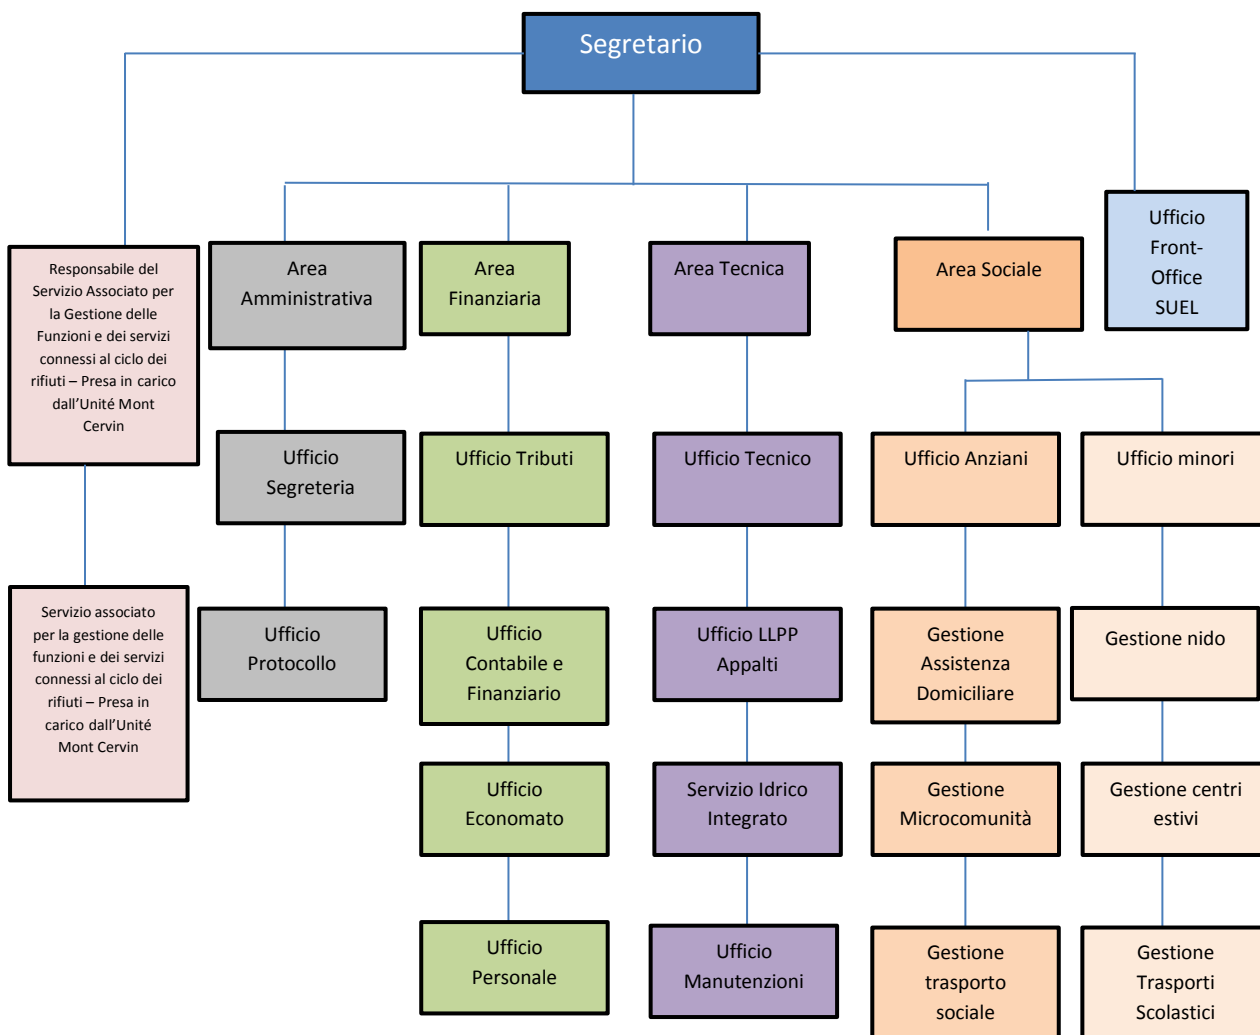 Segretario
Responsabile del
Servizio Associato per
la Gestione delle
Funzioni e dei servizi
connessi al ciclo dei
rifiuti – Presa in carico
dall'Unité Mont
Cervin
Area
Amministrativa
Area
Finanziaria
Area Tecnica
Area Sociale
Ufficio
Front-
Office
SUEL
Ufficio
Segreteria
Ufficio Tributi
Ufficio Tecnico
Ufficio Anziani
Ufficio minori
Servizio associato
per la gestione delle
funzioni e dei servizi
connessi al ciclo dei
rifiuti – Presa in
carico dall'Unité
Mont Cervin
Ufficio
Protocollo
Ufficio
Contabile e
Finanziario
Ufficio LLPP
Appalti
Gestione
Assistenza
Domiciliare
Gestione nido
Ufficio
Economato
Servizio Idrico
Integrato
Gestione
Microcomunità
Gestione centri
estivi
Ufficio
Personale
Ufficio
Manutenzioni
Gestione
trasporto
sociale
Gestione
Trasporti
Scolastici